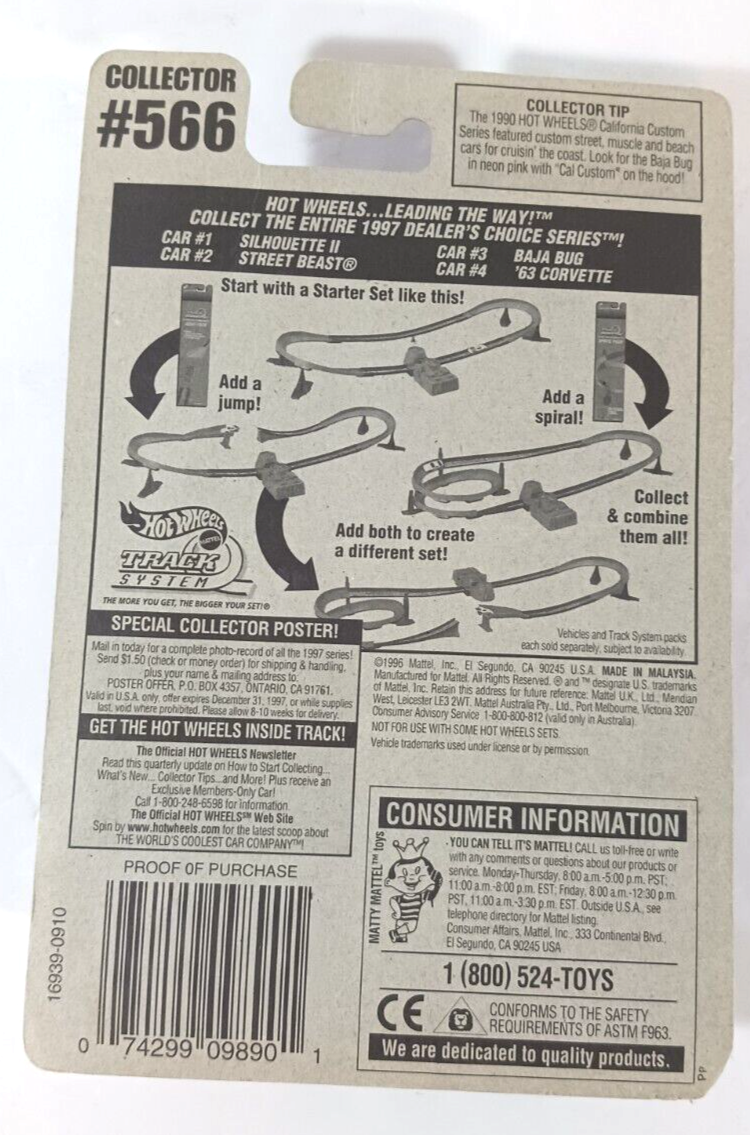 COLLECTOR
#566
COLLECTOR TIP
The 1990 HOT WHEELS® California Custom
Series featured custom street, muscle and beach
cars for cruisin' the coast. Look for the Baja Bug
in neon pink with "Cal Custom" on the hood!
HOT WHEELS...LEADING THE WAY!™
COLLECT THE ENTIRE 1997 DEALER'S CHOICE SERIES™!
CAR #1 SILHOUETTE II CAR #3 BAJA BUG
CAR #2 STREET BEAST® CAR #4 '63 CORVETTE
Start with a Starter Set like this!
Add a
jump!
Add a
spiral!
Collect
& combine
them all!
Add both to create
a different set!
Hot Wheels
MATTEL
TRACK
SYSTEM
THE MORE YOU GET, THE BIGGER YOUR SET!®
Vehicles and Track System packs
each sold separately, subject to availability
SPECIAL COLLECTOR POSTER!
Mail in today for a complete photo-record of all the 1997 series!
Send $1.50 (check or money order) for shipping & handling,
plus your name & mailing address to:
POSTER OFFER, P.O. BOX 4357, ONTARIO, CA 91761.
Valid in U.S.A. only, offer expires December 31, 1997, or while supplies
last, void where prohibited. Please allow 8-10 weeks for delivery.
GET THE HOT WHEELS INSIDE TRACK!
The Official HOT WHEELS Newsletter
Read this quarterly update on How to Start Collecting...
What's New... Collector Tips...and More! Plus receive an
Exclusive Members-Only Car!
Call 1-800-248-6598 for information.
The Official HOT WHEELS℠ Web Site
Spin by www.hotwheels.com for the latest scoop about
THE WORLD'S COOLEST CAR COMPANY™!
©1996 Mattel, Inc., El Segundo, CA 90245 U.S.A. MADE IN MALAYSIA.
Manufactured for Mattel. All Rights Reserved. ® and ™ designate U.S. trademarks
of Mattel, Inc. Retain this address for future reference: Mattel U.K., Ltd., Meridian
West, Leicester LE3 2WT. Mattel Australia Pty., Ltd., Port Melbourne, Victoria 3207.
Consumer Advisory Service 1-800-800-812 (valid only in Australia).
NOT FOR USE WITH SOME HOT WHEELS SETS.
Vehicle trademarks used under license or by permission.
PROOF OF PURCHASE
16939-0910
0 74299 09890 1
CONSUMER INFORMATION
MATTY MATTEL™ toys
- YOU CAN TELL IT'S MATTEL! CALL us toll-free or write
with any comments or questions about our products or
service. Monday-Thursday, 8:00 a.m.-5:00 p.m. PST;
11:00 a.m.-8:00 p.m. EST; Friday, 8:00 a.m.-12:30 p.m.
PST, 11:00 a.m.-3:30 p.m. EST. Outside U.S.A., see
telephone directory for Mattel listing.
Consumer Affairs, Mattel, Inc., 333 Continental Blvd.,
El Segundo, CA 90245 USA
1 (800) 524-TOYS
CE
CONFORMS TO THE SAFETY
REQUIREMENTS OF ASTM F963.
We are dedicated to quality products.
PP